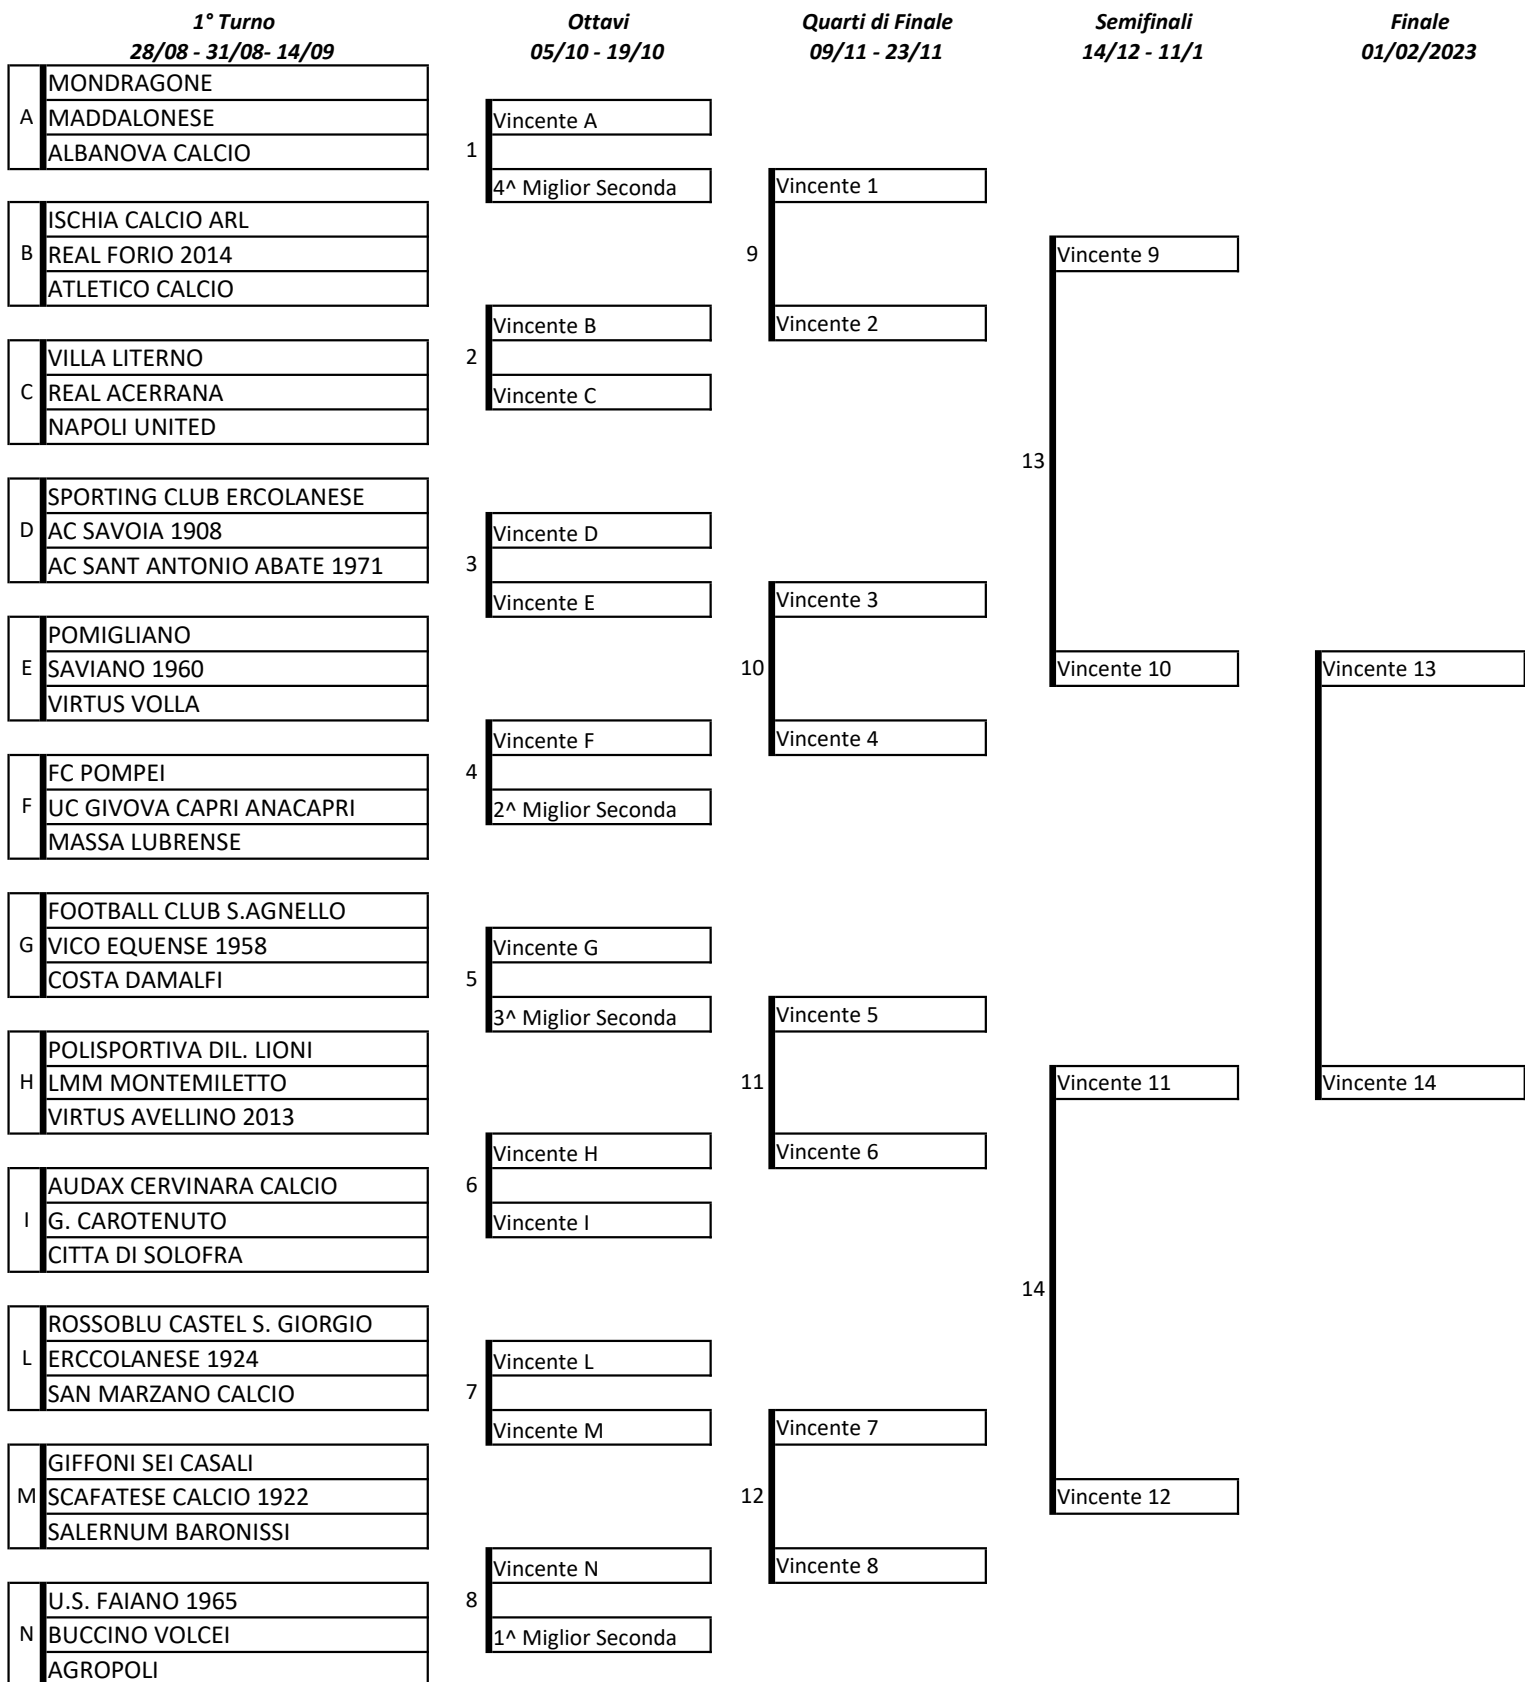 1° Turno
28/08 - 31/08- 14/09
Ottavi
05/10 - 19/10
Quarti di Finale
09/11 - 23/11
Semifinali
14/12 - 11/1
Finale
01/02/2023
A
MONDRAGONE
MADDALONESE
ALBANOVA CALCIO
B
ISCHIA CALCIO ARL
REAL FORIO 2014
ATLETICO CALCIO
C
VILLA LITERNO
REAL ACERRANA
NAPOLI UNITED
D
SPORTING CLUB ERCOLANESE
AC SAVOIA 1908
AC SANT ANTONIO ABATE 1971
E
POMIGLIANO
SAVIANO 1960
VIRTUS VOLLA
F
FC POMPEI
UC GIVOVA CAPRI ANACAPRI
MASSA LUBRENSE
G
FOOTBALL CLUB S.AGNELLO
VICO EQUENSE 1958
COSTA DAMALFI
H
POLISPORTIVA DIL. LIONI
LMM MONTEMILETTO
VIRTUS AVELLINO 2013
I
AUDAX CERVINARA CALCIO
G. CAROTENUTO
CITTA DI SOLOFRA
L
ROSSOBLU CASTEL S. GIORGIO
ERCCOLANESE 1924
SAN MARZANO CALCIO
M
GIFFONI SEI CASALI
SCAFATESE CALCIO 1922
SALERNUM BARONISSI
N
U.S. FAIANO 1965
BUCCINO VOLCEI
AGROPOLI
1
Vincente A
4^ Miglior Seconda
2
Vincente B
Vincente C
3
Vincente D
Vincente E
4
Vincente F
2^ Miglior Seconda
5
Vincente G
3^ Miglior Seconda
6
Vincente H
Vincente I
7
Vincente L
Vincente M
8
Vincente N
1^ Miglior Seconda
9
Vincente 1
Vincente 2
10
Vincente 3
Vincente 4
11
Vincente 5
Vincente 6
12
Vincente 7
Vincente 8
13
Vincente 9
Vincente 10
14
Vincente 11
Vincente 12
Vincente 13
Vincente 14